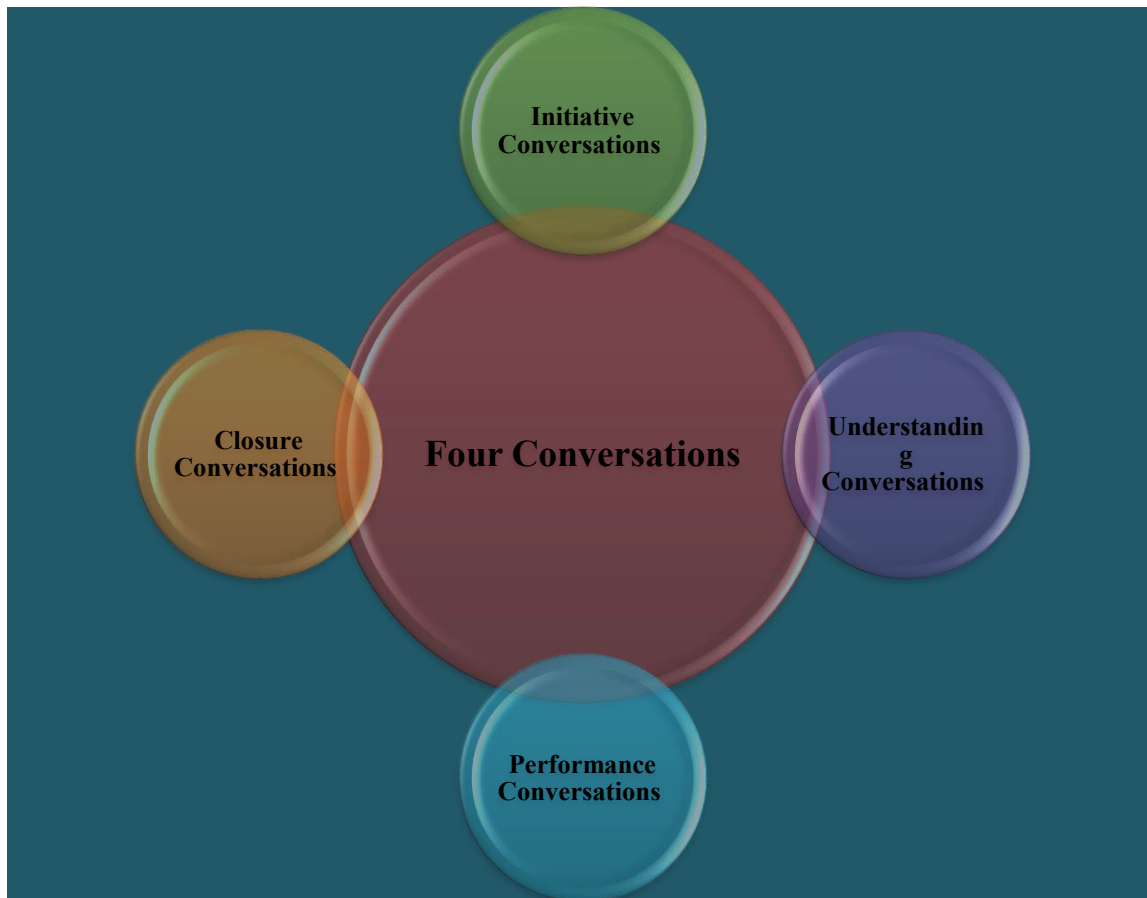 Initiative
Conversations
Closure
Conversations
Four Conversations
Understandin
g
Conversations
Performance
Conversations